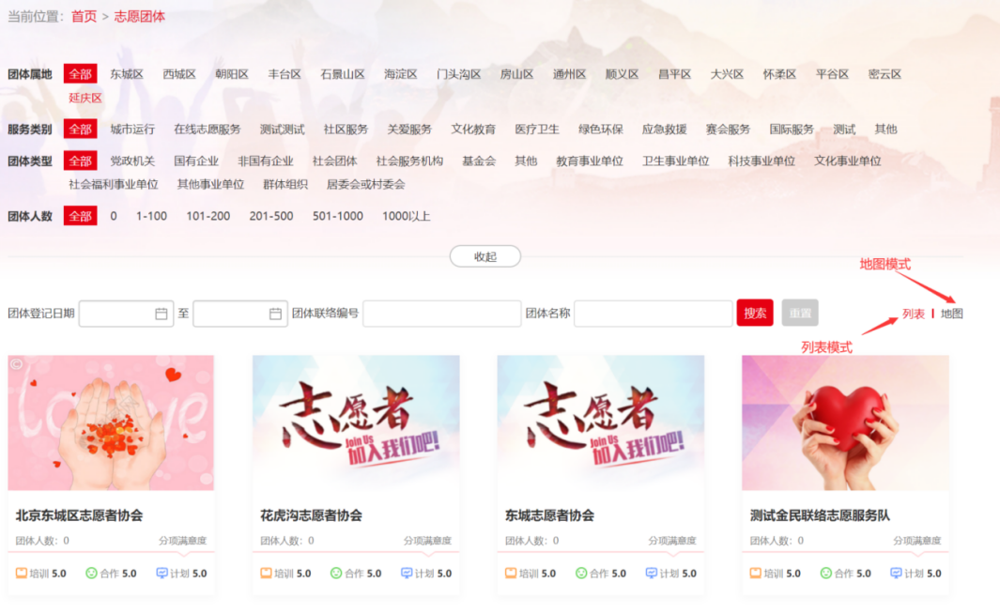 当前位置：首页 > 志愿团体
团体属地 全部 东城区 西城区 朝阳区 丰台区 石景山区 海淀区 门头沟区 房山区 通州区 顺义区 昌平区 大兴区 怀柔区 平谷区 密云区
延庆区
服务类别 全部 城市运行 在线志愿服务 测试测试 社区服务 关爱服务 文化教育 医疗卫生 绿色环保 应急救援 赛会服务 国际服务 测试 其他
团体类型 全部 党政机关 国有企业 非国有企业 社会团体 社会服务机构 基金会 其他 教育事业单位 卫生事业单位 科技事业单位 文化事业单位
社会福利事业单位 其他事业单位 群体组织 居委会或村委会
团体人数 全部 0 1-100 101-200 201-500 501-1000 1000以上
收起
地图模式
团体登记日期 至 团体联络编号 团体名称 搜索 重置 列表 | 地图
列表模式
love
志愿者
Join Us
加入我们吧!
志愿者
Join Us
加入我们吧!
北京东城区志愿者协会 花虎沟志愿者协会 东城志愿者协会 测试金民联络志愿服务队
团体人数：0 分项满意度 团体人数：0 分项满意度 团体人数：0 分项满意度 团体人数：0 分项满意度
培训 5.0 合作 5.0 计划 5.0 培训 5.0 合作 5.0 计划 5.0 培训 5.0 合作 5.0 计划 5.0 培训 5.0 合作 5.0 计划 5.0